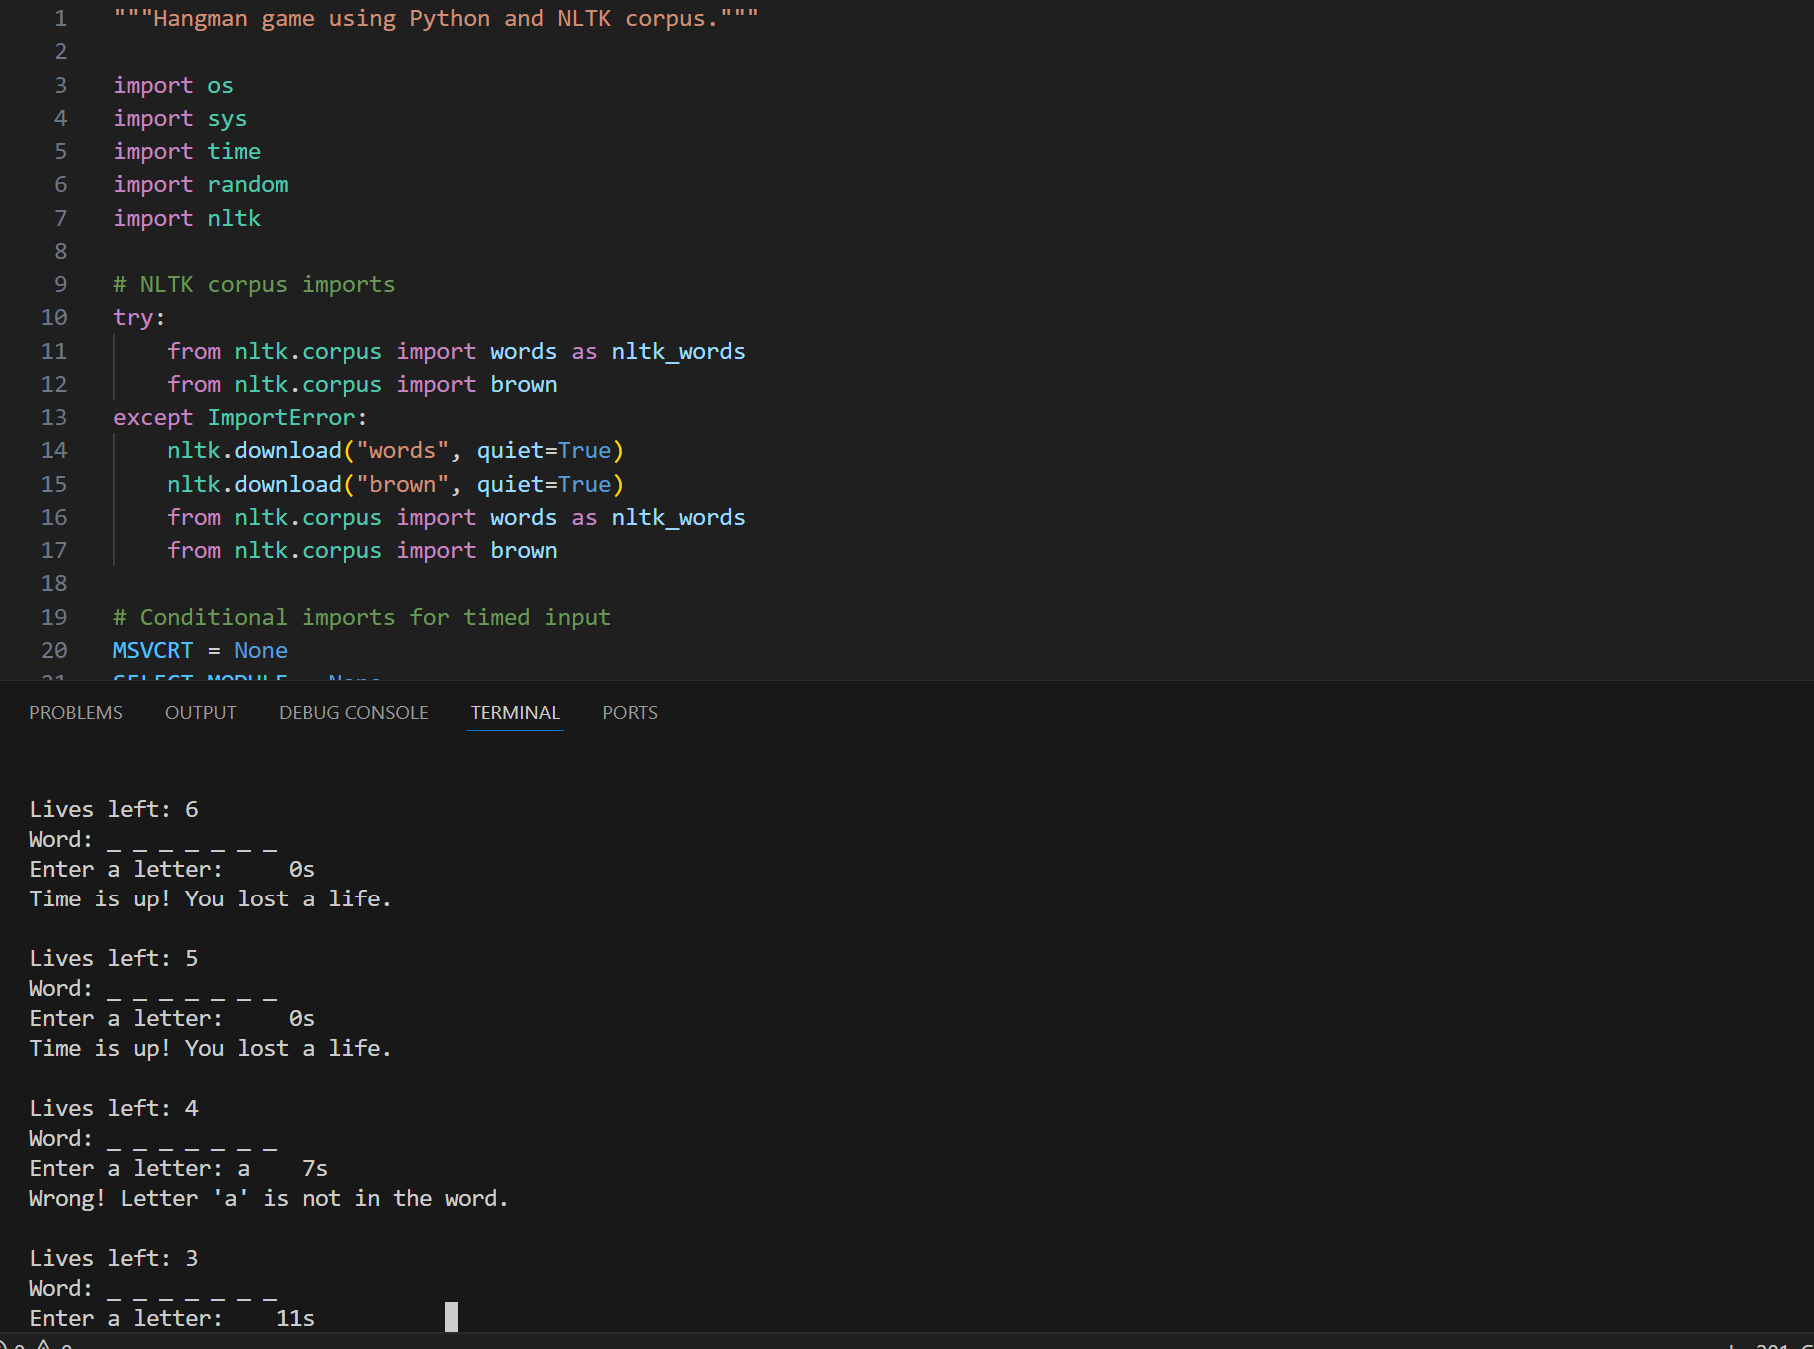 1 """Hangman game using Python and NLTK corpus."""
2
3 import os
4 import sys
5 import time
6 import random
7 import nltk
8
9 # NLTK corpus imports
10 try:
11 from nltk.corpus import words as nltk_words
12 from nltk.corpus import brown
13 except ImportError:
14 nltk.download("words", quiet=True)
15 nltk.download("brown", quiet=True)
16 from nltk.corpus import words as nltk_words
17 from nltk.corpus import brown
18
19 # Conditional imports for timed input
20 MSVCRT = None
21 SELECT_MODULE = None
PROBLEMS OUTPUT DEBUG CONSOLE TERMINAL PORTS
Lives left: 6
Word: _ _ _ _ _ _ _
Enter a letter: 0s
Time is up! You lost a life.
Lives left: 5
Word: _ _ _ _ _ _ _
Enter a letter: 0s
Time is up! You lost a life.
Lives left: 4
Word: _ _ _ _ _ _ _
Enter a letter: a 7s
Wrong! Letter 'a' is not in the word.
Lives left: 3
Word: _ _ _ _ _ _ _
Enter a letter: 11s